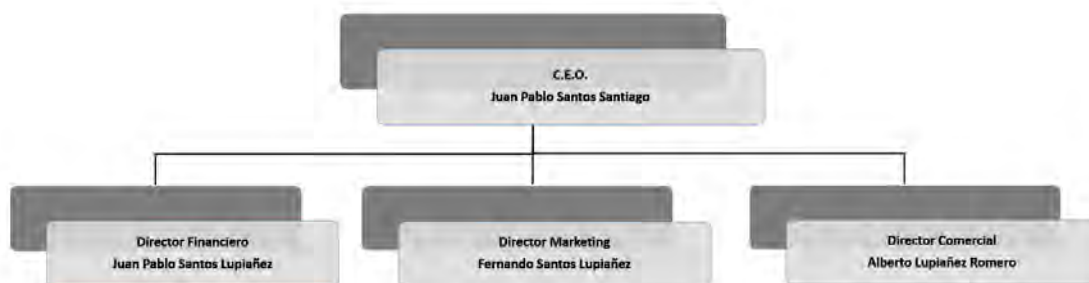 C.E.O.
Juan Pablo Santos Santiago
Director Financiero
Juan Pablo Santos Lupiañez
Director Marketing
Fernando Santos Lupiañez
Director Comercial
Alberto Lupiañez Romero